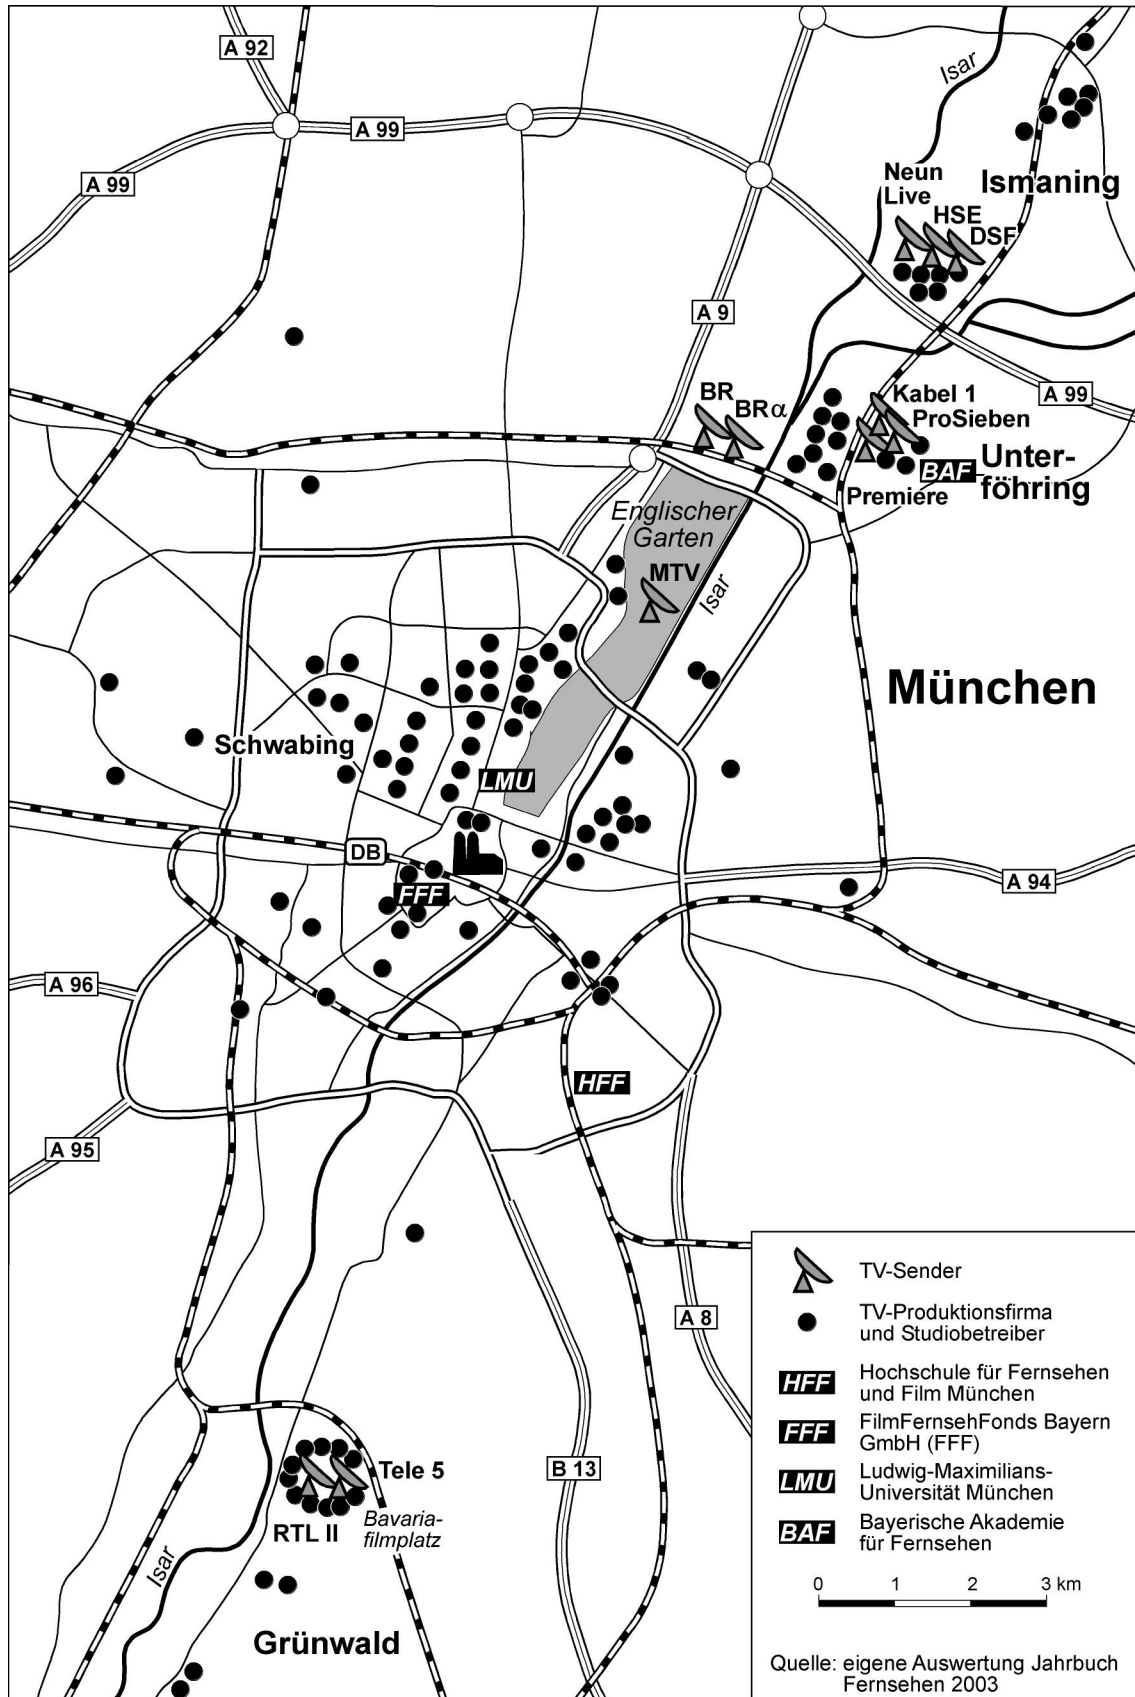 A 92
A 99
A 99
Isar
Neun
Live
HSE
DSF
Ismaning
A 9
A 99
BR
BR α
Kabel 1
ProSieben
BAF
Unter-
föhring
Premiere
Englischer
Garten
MTV
Isar
München
Schwabing
LMU
DB
FFF
A 94
A 96
HFF
A 95
A 8
B 13
Tele 5
RTL II
Bavaria-
filmplatz
Isar
Grünwald
TV-Sender
TV-Produktionsfirma
und Studiobetreiber
HFF
Hochschule für Fernsehen
und Film München
FFF
FilmFernsehFonds Bayern
GmbH (FFF)
LMU
Ludwig-Maximilians-
Universität München
BAF
Bayerische Akademie
für Fernsehen
0 1 2 3 km
Quelle: eigene Auswertung Jahrbuch
Fernsehen 2003